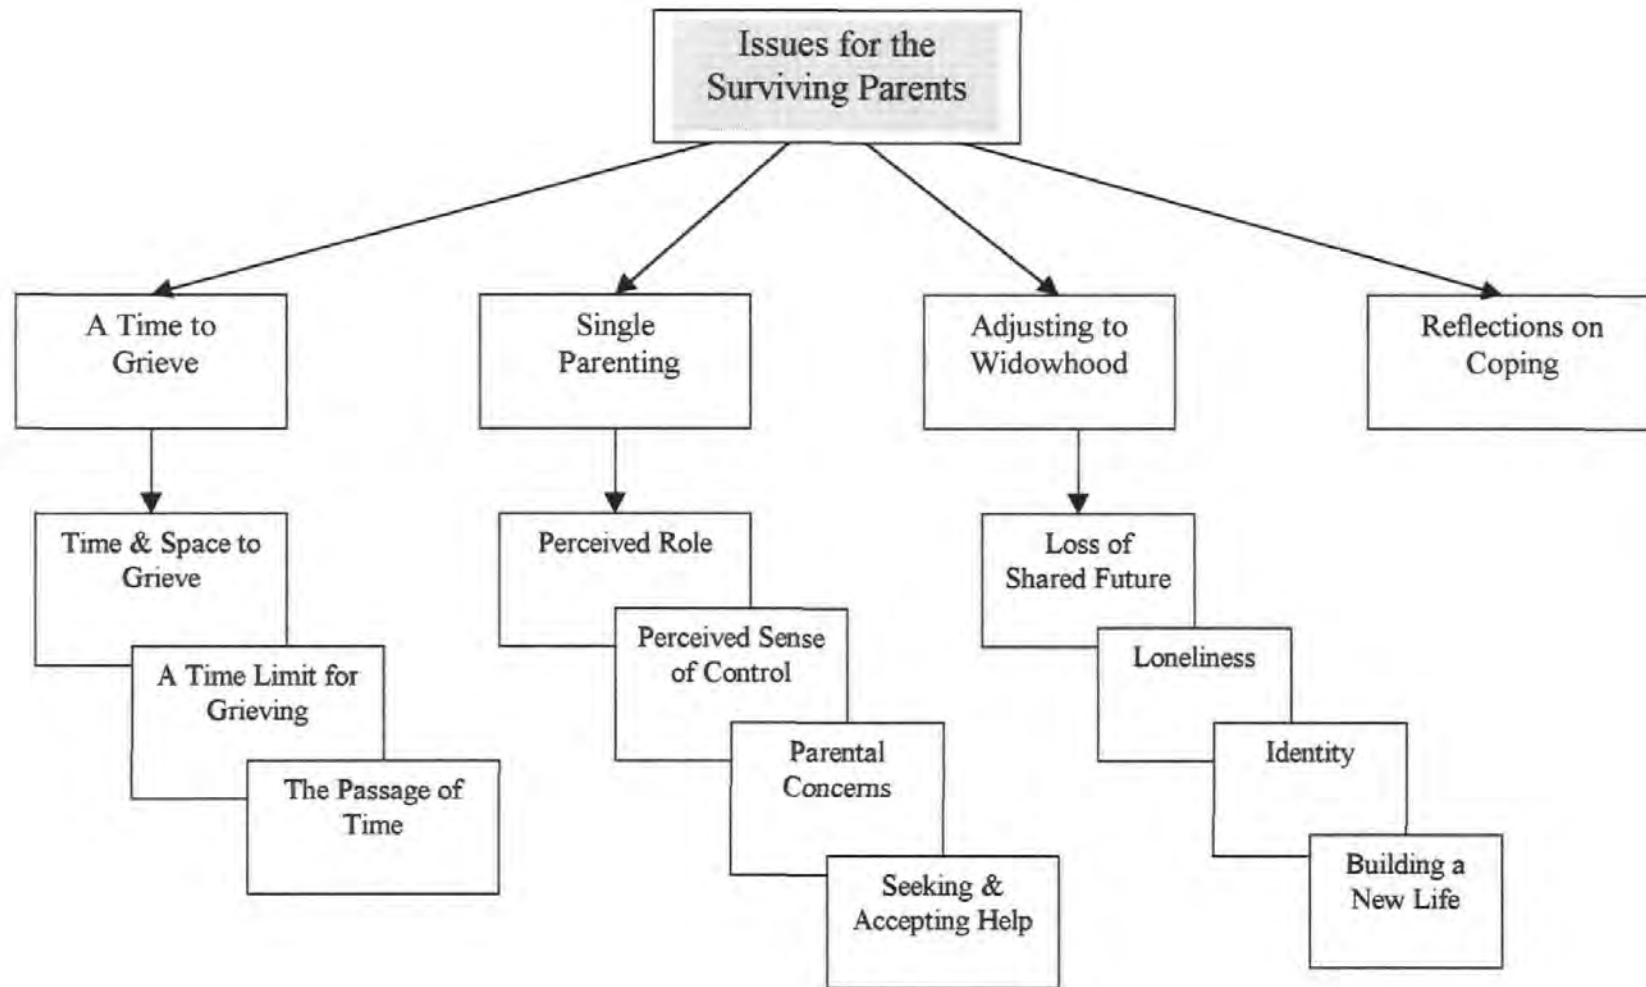 Issues for the
Surviving Parents
A Time to
Grieve
Single
Parenting
Adjusting to
Widowhood
Reflections on
Coping
Time & Space to
Grieve
A Time Limit for
Grieving
The Passage of
Time
Perceived Role
Perceived Sense
of Control
Parental
Concerns
Seeking &
Accepting Help
Loss of
Shared Future
Loneliness
Identity
Building a
New Life